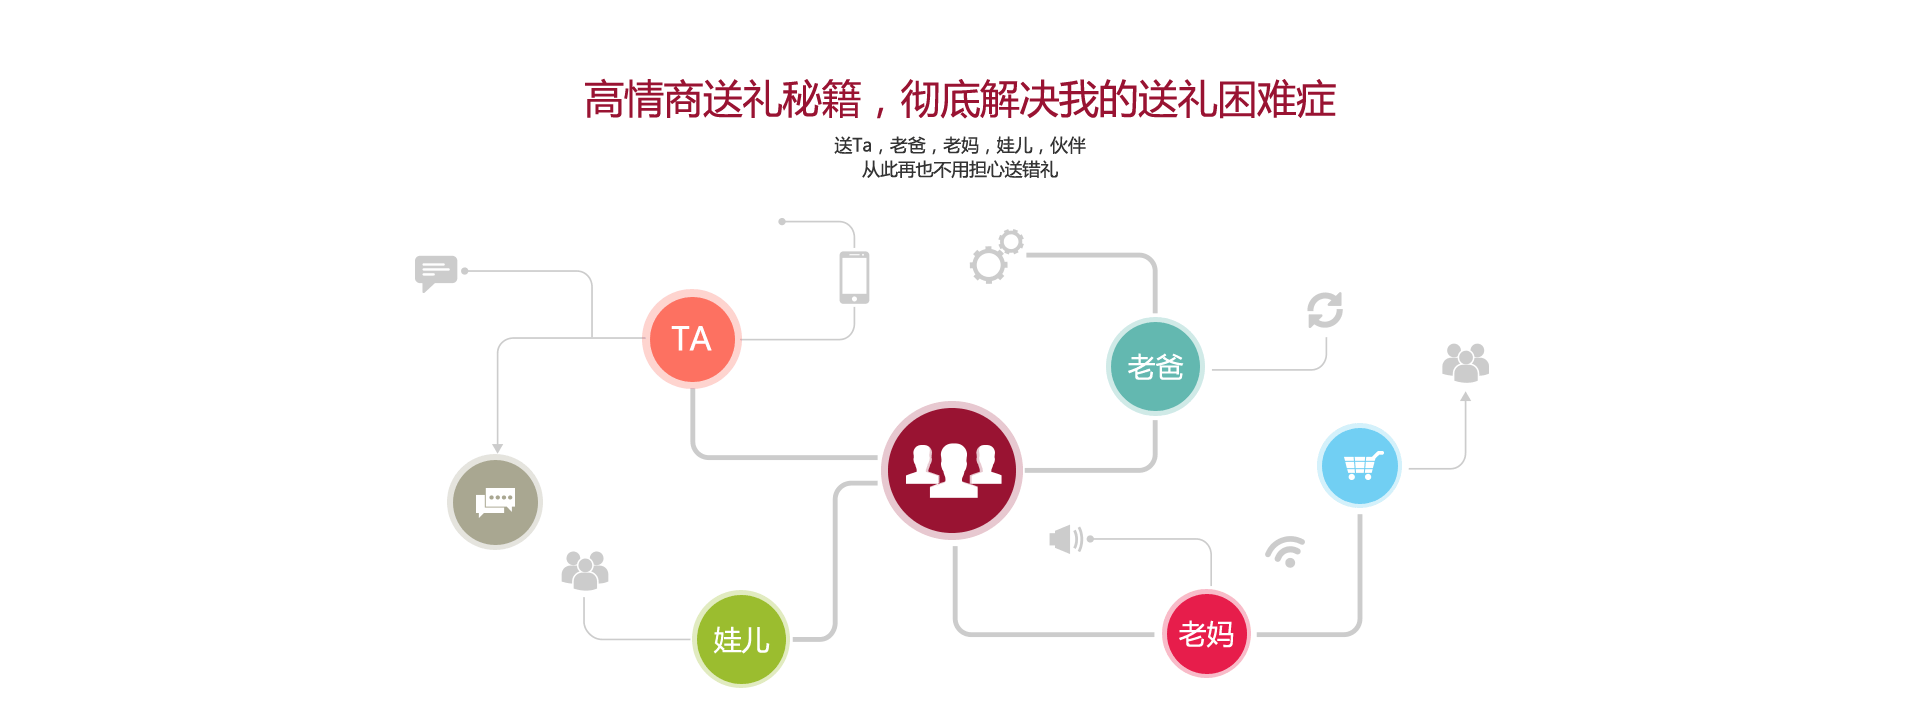 高情商送礼秘籍，彻底解决我的送礼困难症
送Ta，老爸，老妈，娃儿，伙伴
从此再也不用担心送错礼
TA
老爸
娃儿
老妈